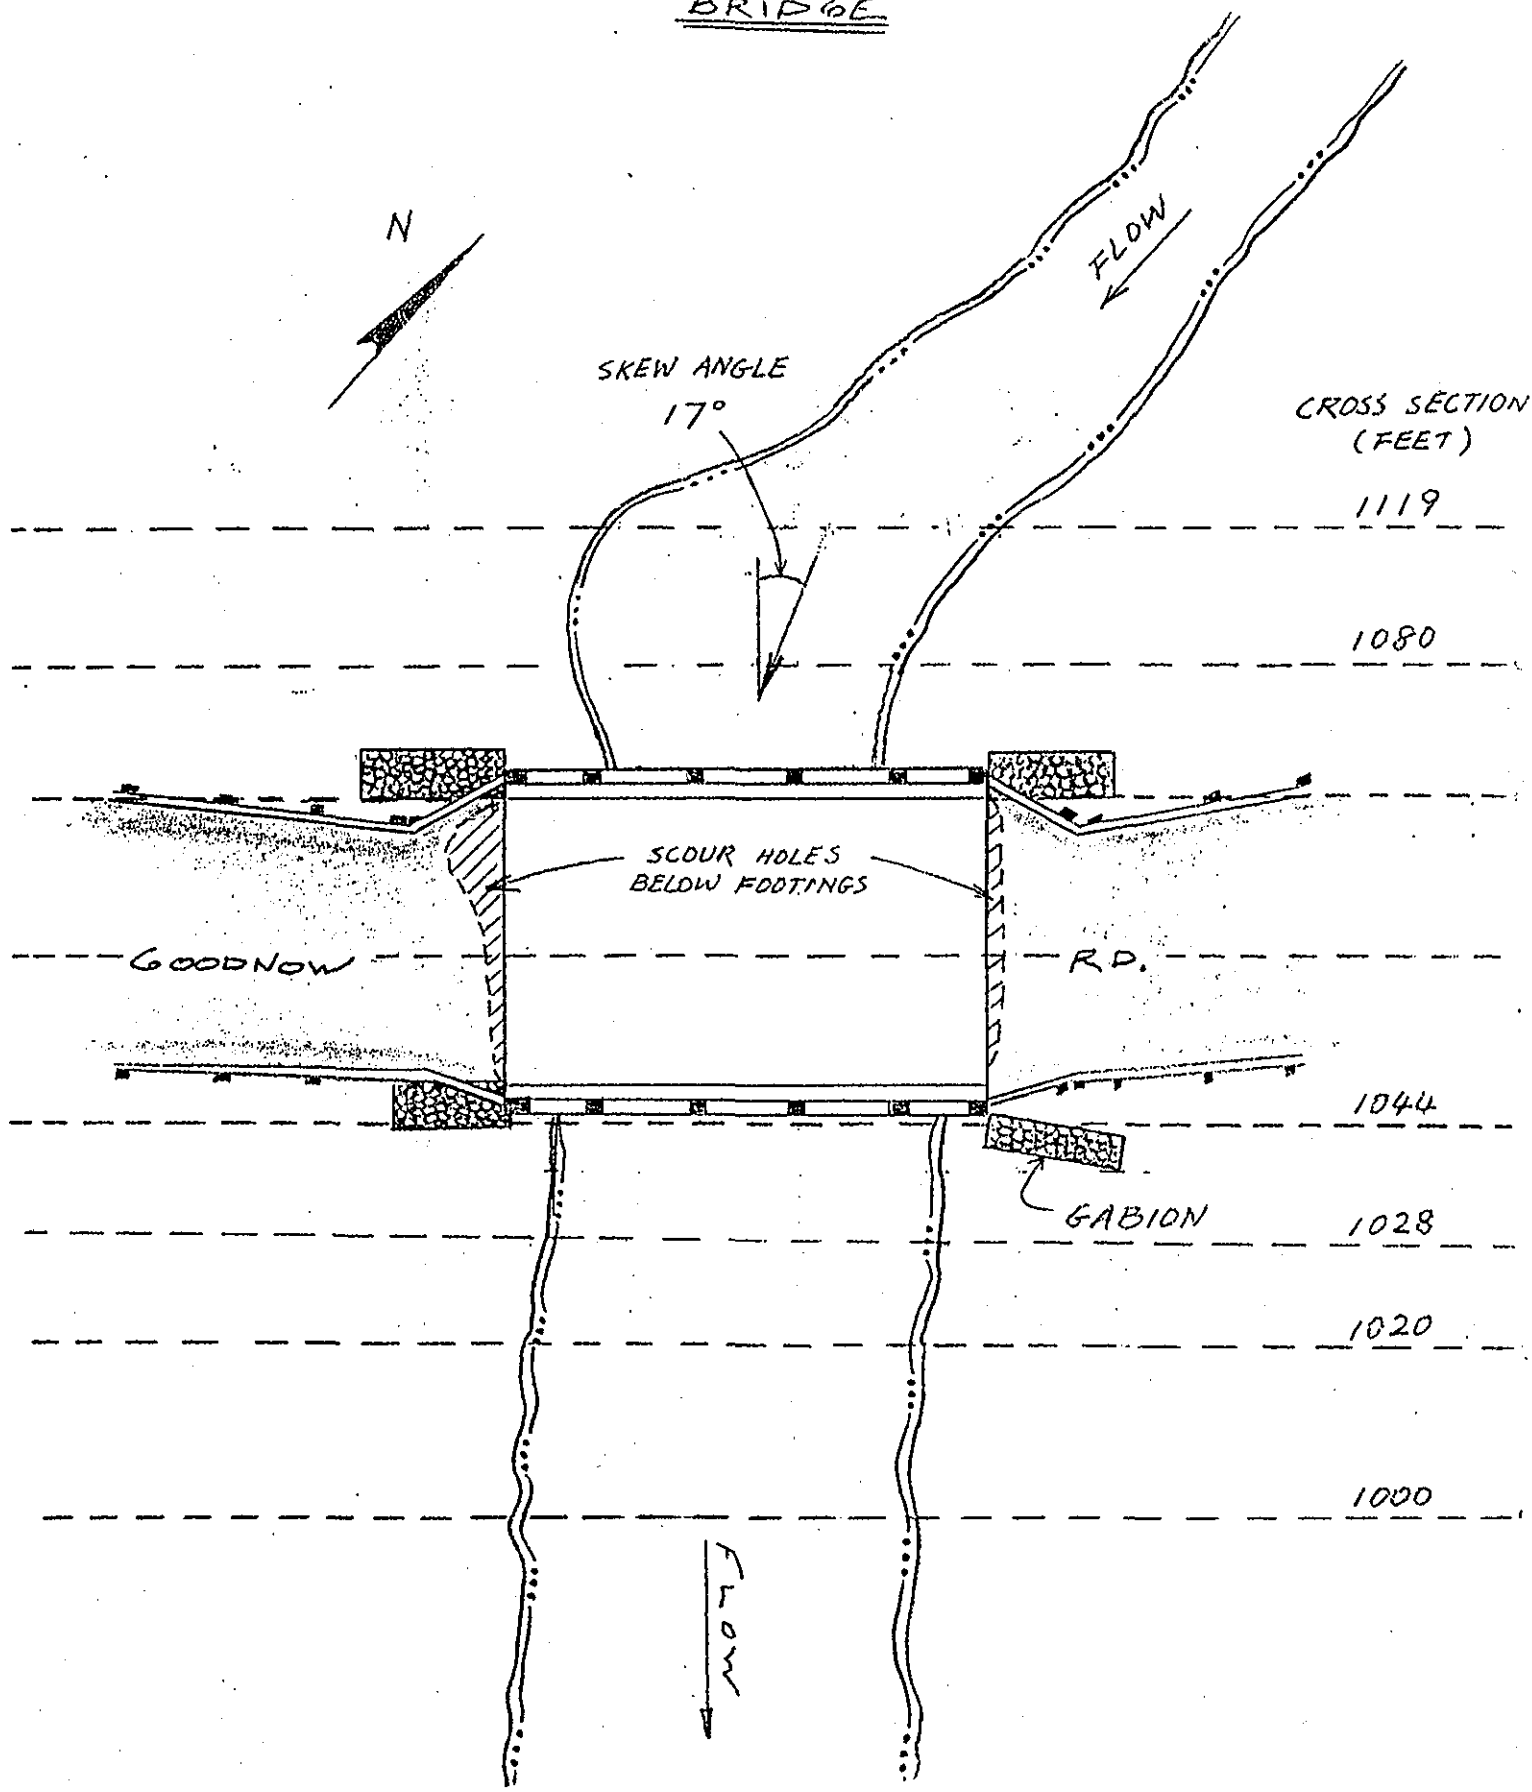 BRIDGE
N
FLOW
SKEW ANGLE
17°
CROSS SECTION
(FEET)
1119
1080
SCOUR HOLES
BELOW FOOTINGS
GOODNOW
RD.
1044
GABION
1028
1020
1000
FLOW